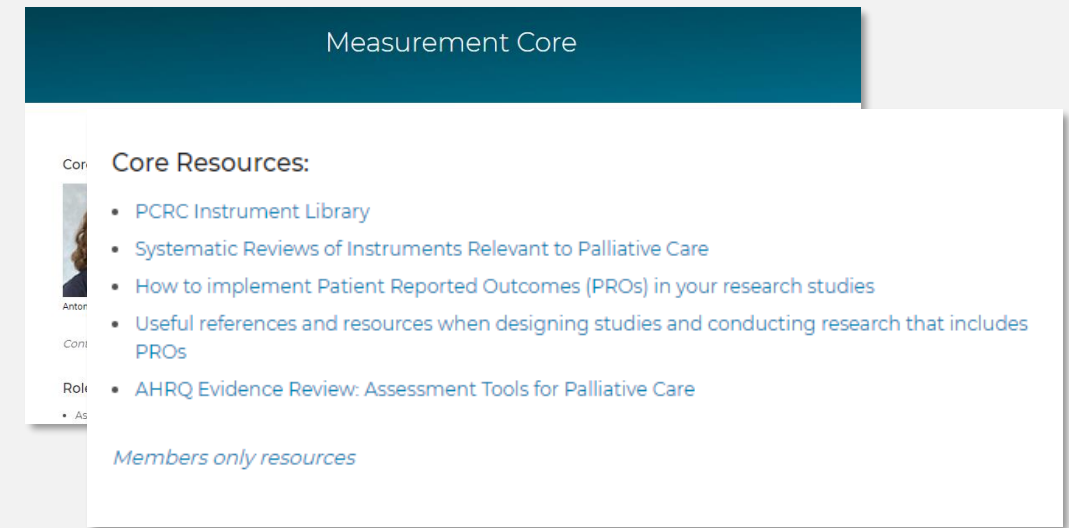 Measurement Core
Core Resources:
• PCRC Instrument Library
• Systematic Reviews of Instruments Relevant to Palliative Care
• How to implement Patient Reported Outcomes (PROs) in your research studies
• Useful references and resources when designing studies and conducting research that includes
PROs
• AHRQ Evidence Review: Assessment Tools for Palliative Care
Members only resources